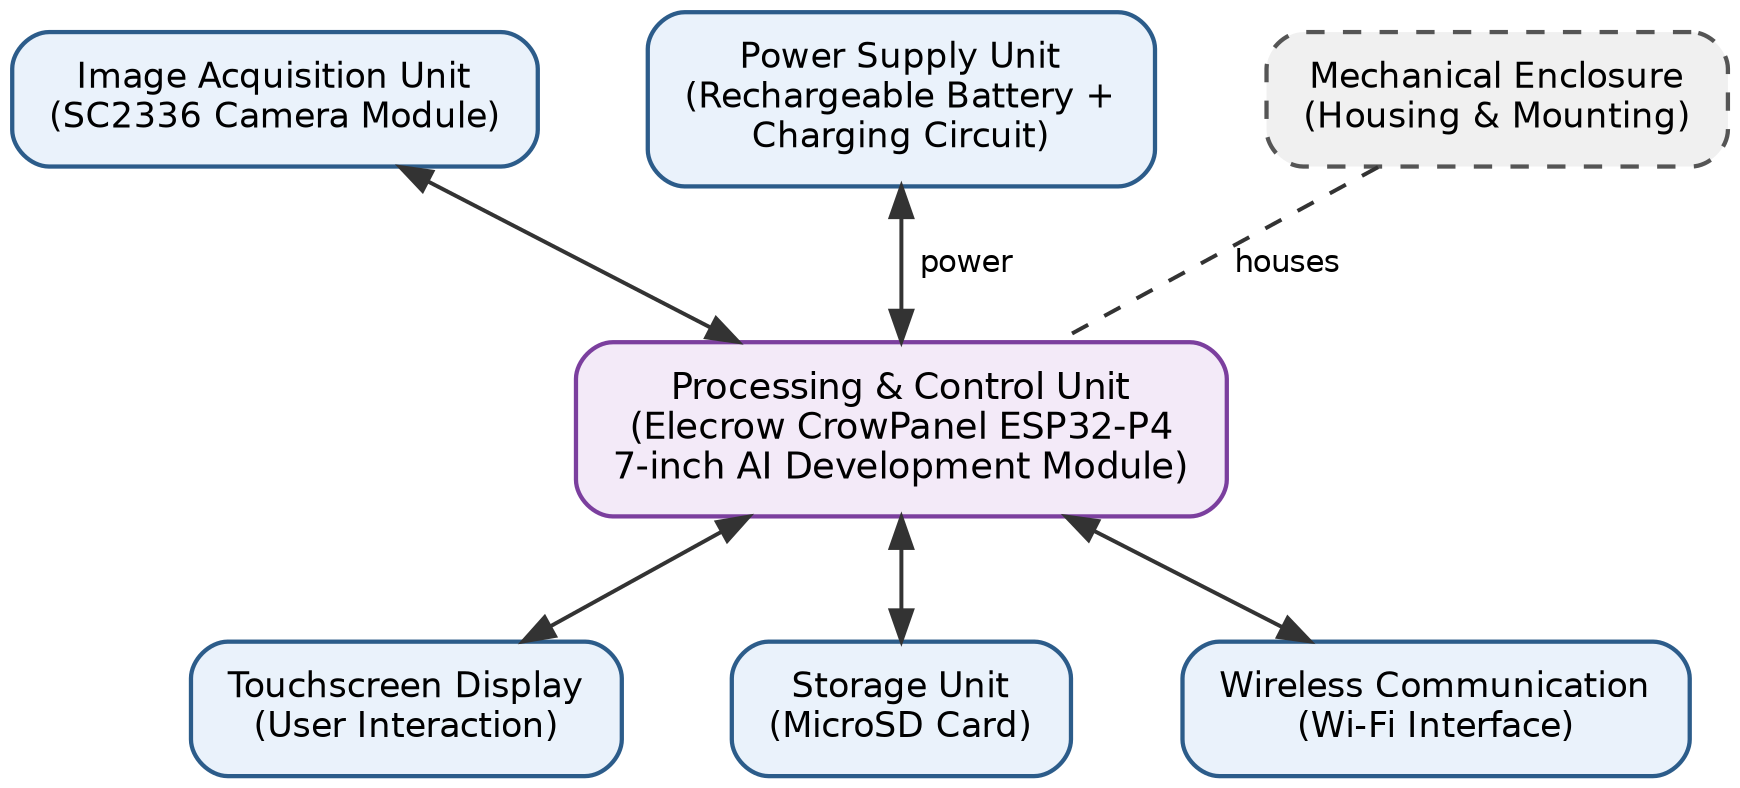 Image Acquisition Unit
(SC2336 Camera Module)
Power Supply Unit
(Rechargeable Battery +
Charging Circuit)
Mechanical Enclosure
(Housing & Mounting)
power
houses
Processing & Control Unit
(Elecrow CrowPanel ESP32-P4
7-inch AI Development Module)
Touchscreen Display
(User Interaction)
Storage Unit
(MicroSD Card)
Wireless Communication
(Wi-Fi Interface)